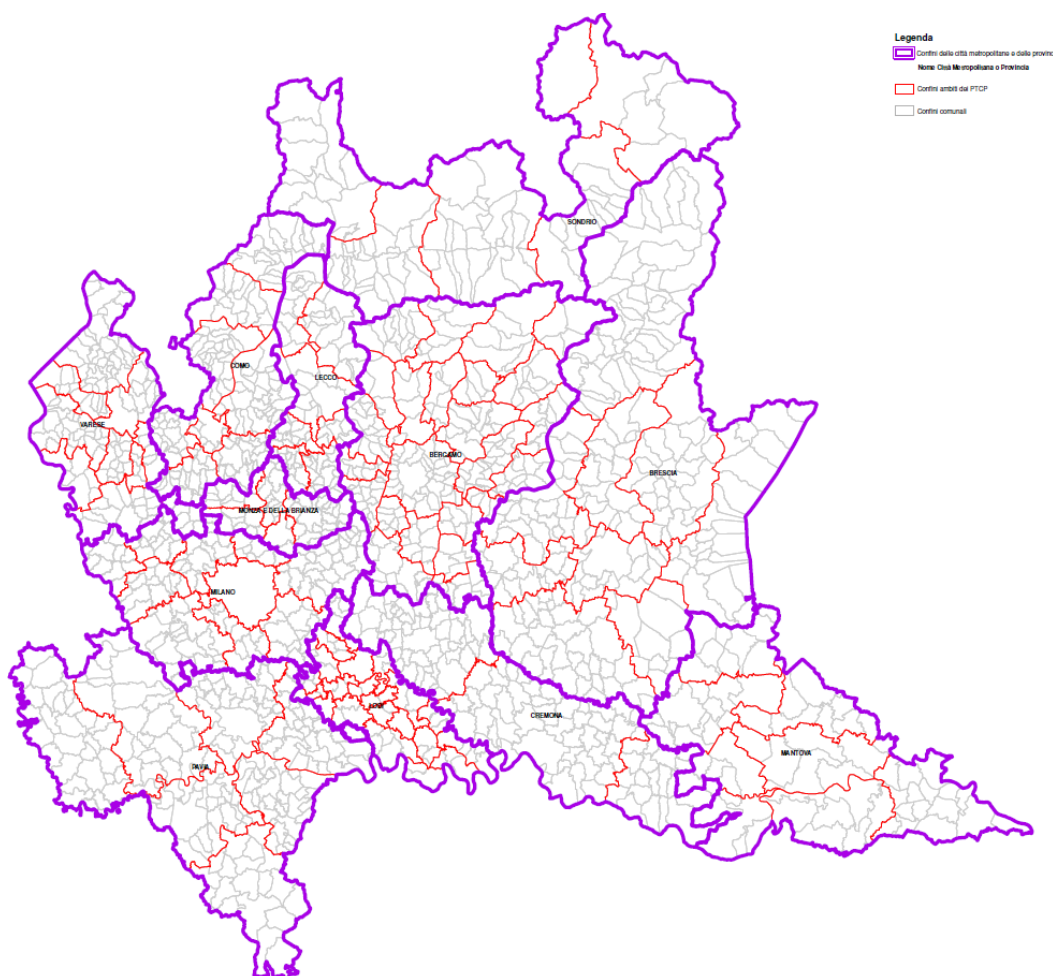 Legenda
Confini delle città metropolitane e delle provinc
Nome Città Metropolitana o Provincia
Confini ambiti dai PTCP
Confini comunali
SONDRIO
COMO
LECCO
VARESE
BERGAMO
BRESCIA
MONZA E DELLA BRIANZA
MILANO
LODI
CREMONA
MANTOVA
PAVIA